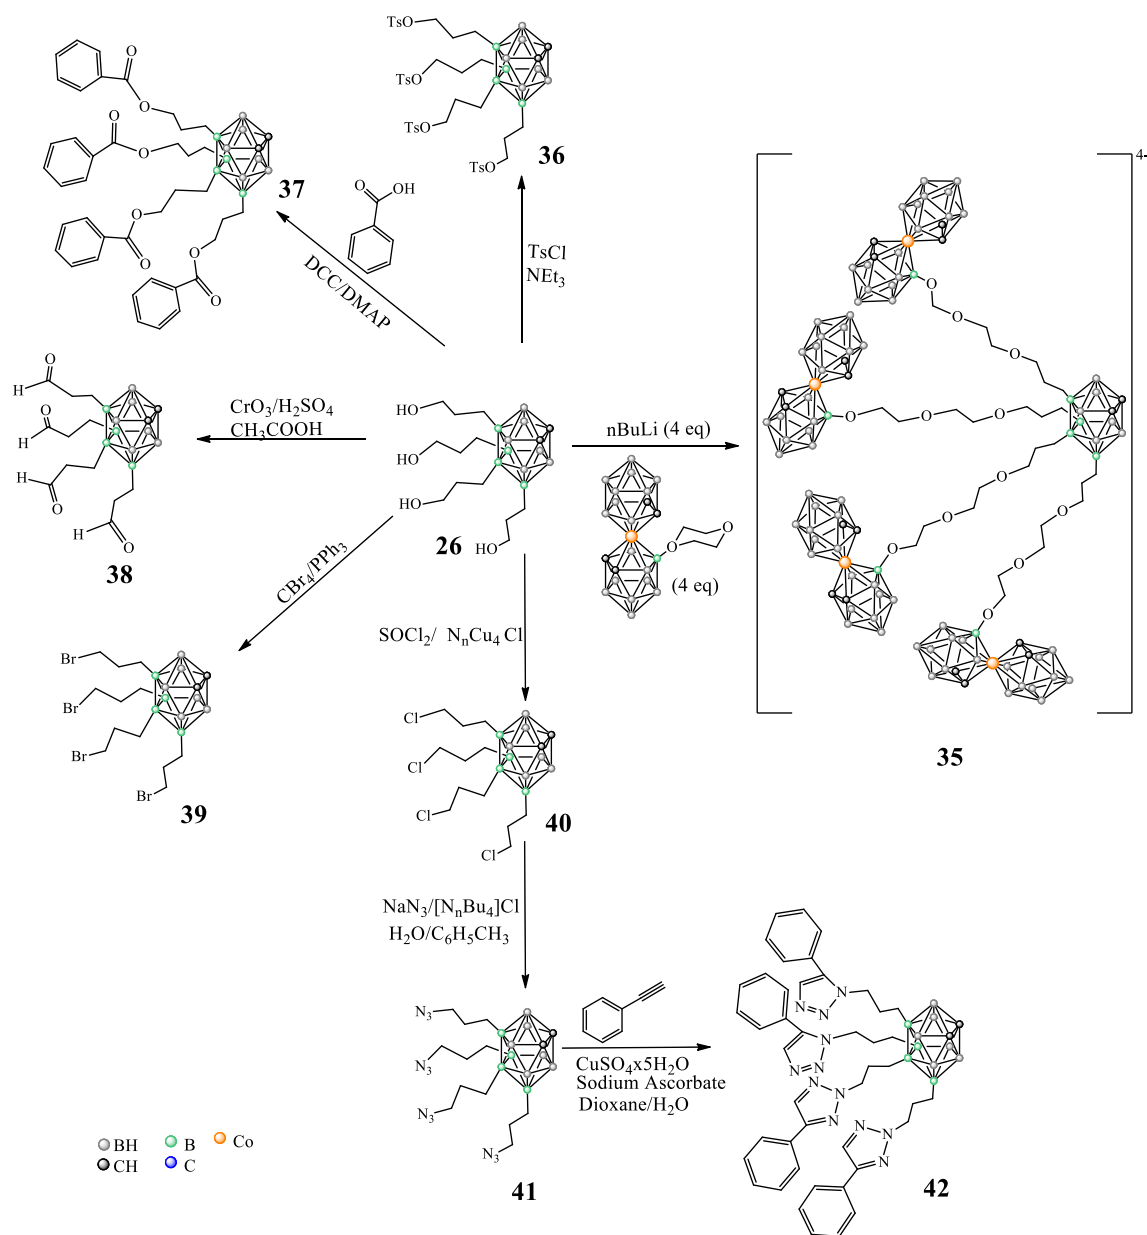 TsO
TsO
TsO
TsO
36
O
O
O
O
O
O
O
O
37
O
OH
DCC/DMAP
TsCl
NEt3
4-
O
O
O
O
O
O
O
O
O
O
O
O
35
H
O
H
O
H
O
H
O
38
CrO3/H2SO4
CH3COOH
HO
HO
HO
HO
26
nBuLi (4 eq)
O
O
(4 eq)
CBr4/PPh3
SOCl2/ NnCu4 Cl
Br
Br
Br
Br
39
Cl
Cl
Cl
Cl
40
NaN3/[NnBu4]Cl
H2O/C6H5CH3
N3
N3
N3
N3
41
CuSO4x5H2O
Sodium Ascorbate
Dioxane/H2O
N
N
N
N
N
N
N
N
N
N
N
N
42
BH
B
Co
CH
C